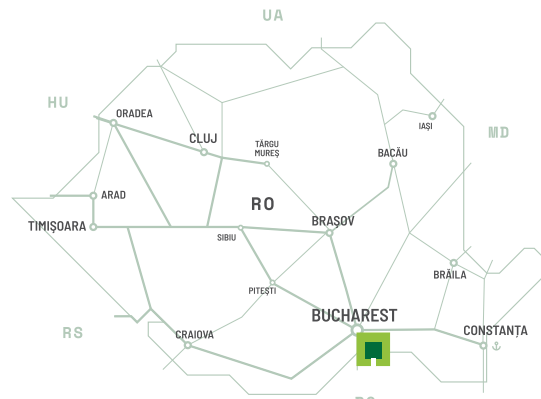 UA
HU
ORADEA
CLUJ
TÂRGU
MUREȘ
IAȘI
MD
BACĂU
ARAD
RO
TIMIȘOARA
SIBIU
BRAȘOV
PITEȘTI
BRĂILA
BUCHAREST
RS
CRAIOVA
CONSTANȚA